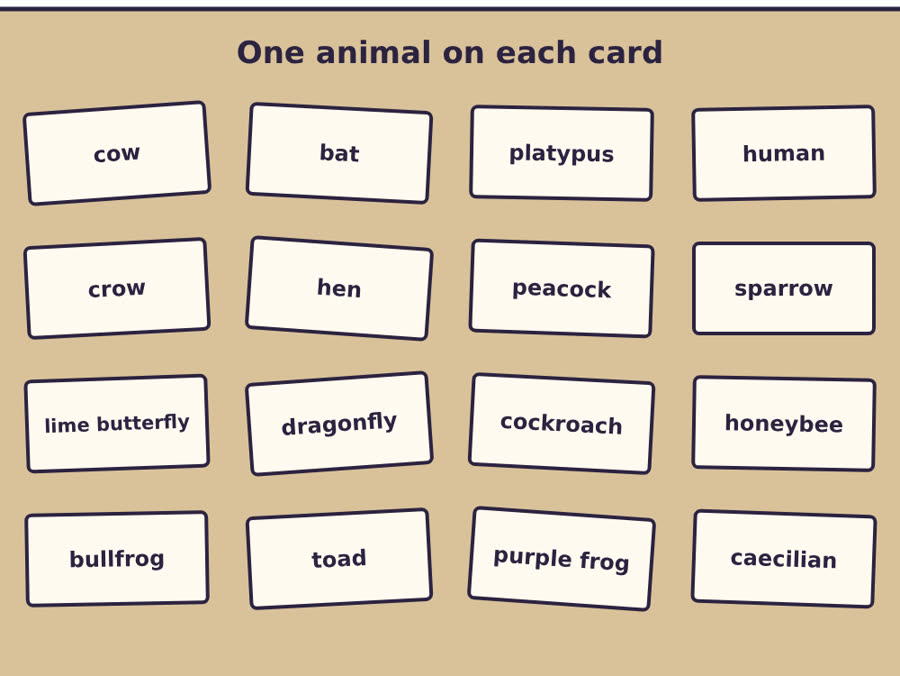 One animal on each card
cow
bat
platypus
human
crow
hen
peacock
sparrow
lime butterfly
dragonfly
cockroach
honeybee
bullfrog
toad
purple frog
caecilian